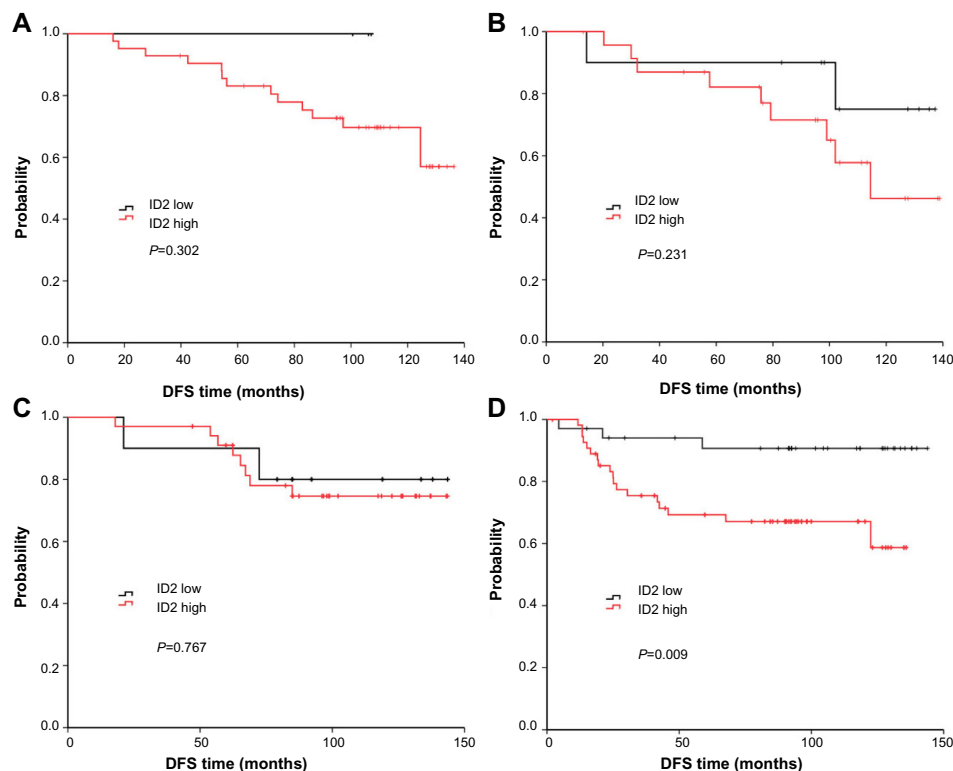 A
Probability
1.0
0.8
0.6
0.4
0.2
0.0
ID2 low
ID2 high
P=0.302
0 20 40 60 80 100 120 140
DFS time (months)
B
Probability
1.0
0.8
0.6
0.4
0.2
0.0
ID2 low
ID2 high
P=0.231
0 20 40 60 80 100 120 140
DFS time (months)
C
Probability
1.0
0.8
0.6
0.4
0.2
0.0
ID2 low
ID2 high
P=0.767
0 50 100 150
DFS time (months)
D
Probability
1.0
0.8
0.6
0.4
0.2
0.0
ID2 low
ID2 high
P=0.009
0 50 100 150
DFS time (months)